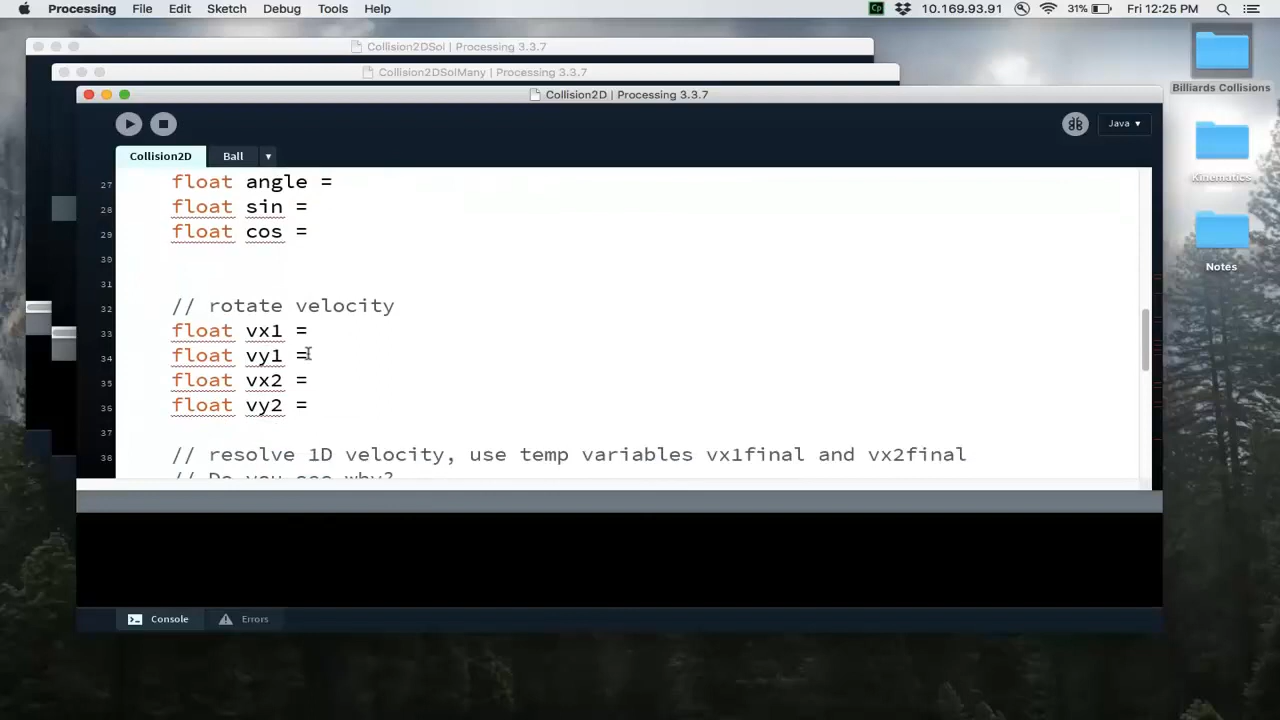 Processing File Edit Sketch Debug Tools Help
10.169.93.91 31% Fri 12:25 PM
Collision2DSol | Processing 3.3.7
Collision2DSolMany | Processing 3.3.7
Collision2D | Processing 3.3.7
Billiards Collisions
Java
Collision2D Ball
Kinematics
Notes
27 float angle =
28 float sin =
29 float cos =
30
31
32 // rotate velocity
33 float vx1 =
34 float vy1 =
35 float vx2 =
36 float vy2 =
37
38 // resolve 1D velocity, use temp variables vx1final and vx2final
// Do you see why?
Console Errors